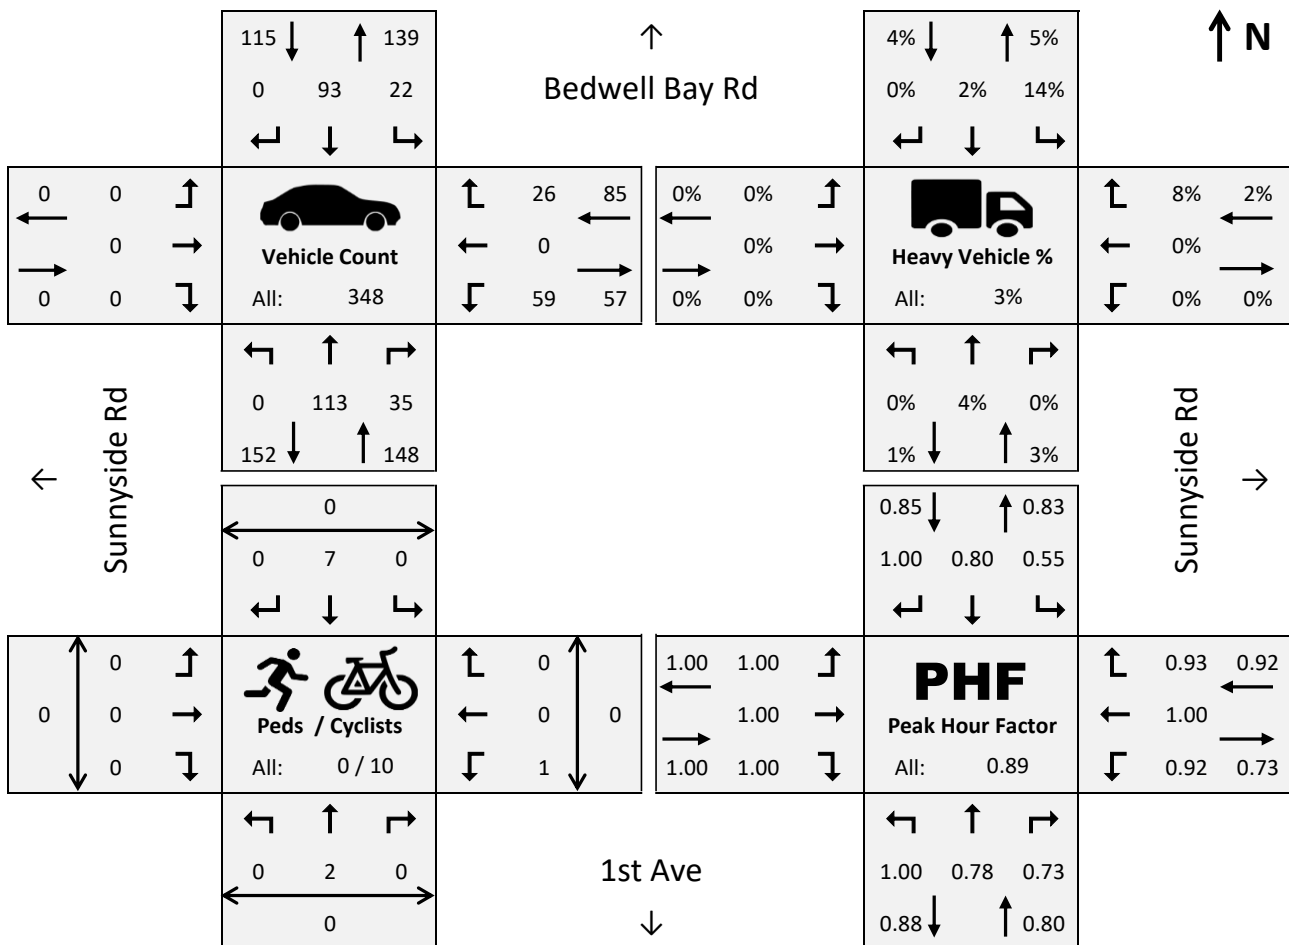 115 139
0 93 22
Bedwell Bay Rd
4% 5%
0% 2% 14%
N
0 0
0
0 0
Vehicle Count
All: 348
26 85
0
59 57
0% 0%
0%
0% 0%
Heavy Vehicle %
All: 3%
8% 2%
0%
0% 0%
0 113 35
152 148
0% 4% 0%
1% 3%
Sunnyside Rd
Sunnyside Rd
0
0 7 0
0.85 0.83
1.00 0.80 0.55
0
0
0
0
Peds / Cyclists
All: 0 / 10
0
0 0
1
1.00 1.00
1.00
1.00 1.00
PHF
Peak Hour Factor
All: 0.89
0.93 0.92
1.00
0.92 0.73
0 2 0
0
1st Ave
1.00 0.78 0.73
0.88 0.80